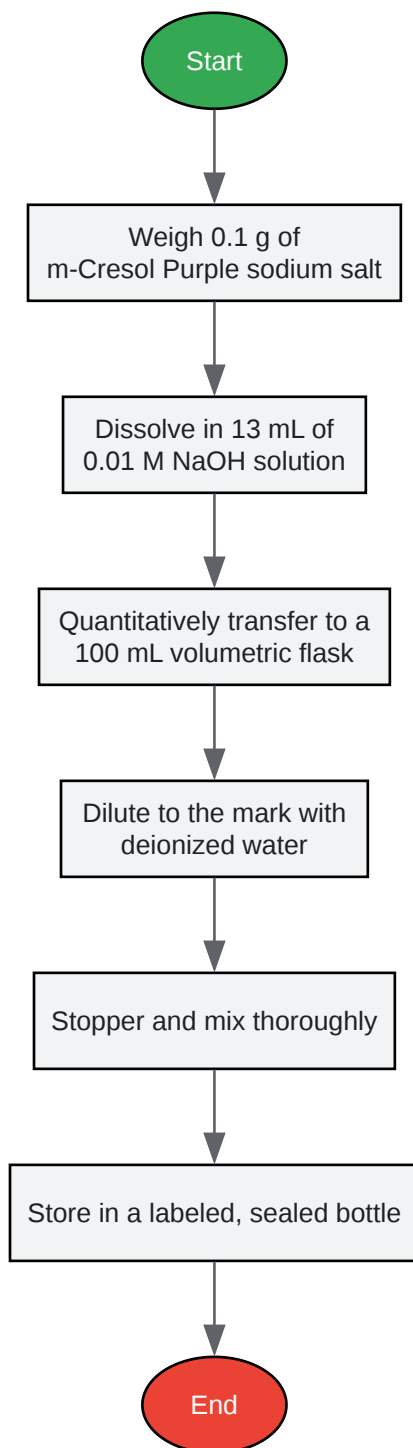 Start
Weigh 0.1 g of
m-Cresol Purple sodium salt
Dissolve in 13 mL of
0.01 M NaOH solution
Quantitatively transfer to a
100 mL volumetric flask
Dilute to the mark with
deionized water
Stopper and mix thoroughly
Store in a labeled, sealed bottle
End